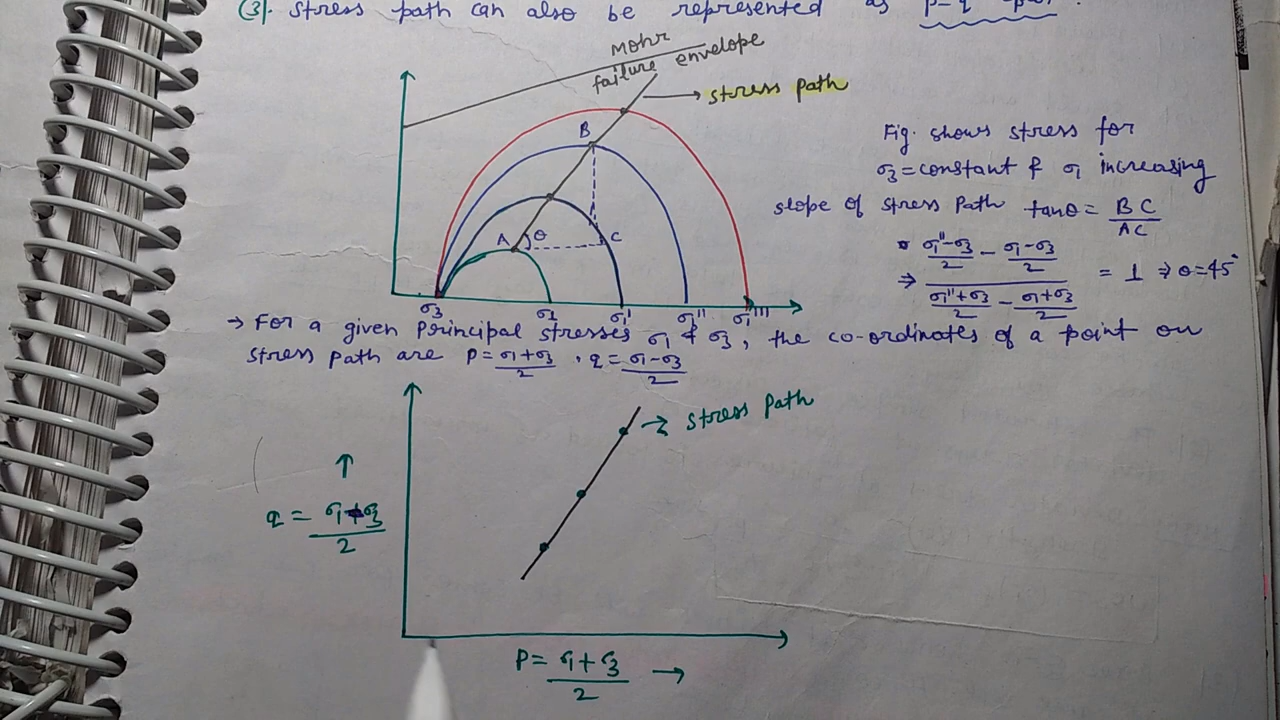 (3). Stress path can also be represented as p-q plot.
Mohr
failure envelope
→ stress path
B
A θ C
σ3 σ1 σ1' σ1'' σ1'''
Fig. shows stress for
σ3 = constant & σ1 increasing
slope of stress path tanθ = BC/AC
⇒ ((σ1''-σ3)/2 - (σ1-σ3)/2) / ((σ1''+σ3)/2 - (σ1+σ3)/2) = 1 ⇒ θ=45°
→ For a given principal stresses σ1 & σ3, the co-ordinates of a point on
stress path are P = (σ1+σ3)/2, q = (σ1-σ3)/2
→ stress path
↑
q = (σ1-σ3)/2
P = (σ1+σ3)/2 →